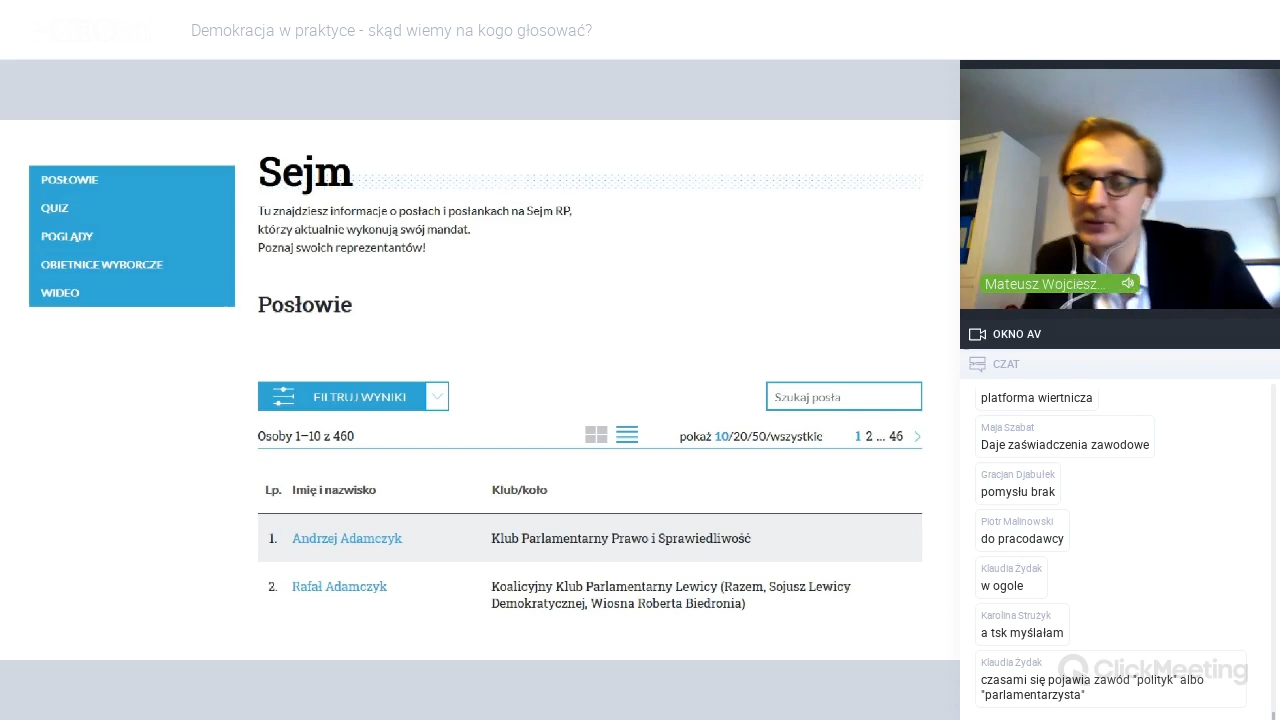 Demokracja w praktyce - skąd wiemy na kogo głosować?
POSŁOWIE
QUIZ
POGLĄDY
OBIETNICE WYBORCZE
WIDEO
Sejm
Tu znajdziesz informacje o posłach i posłankach na Sejm RP,
którzy aktualnie wykonują swój mandat.
Poznaj swoich reprezentantów!
Posłowie
FILTRUJ WYNIKI
Szukaj posła
Osoby 1–10 z 460
pokaż 10/20/50/wszystkie
1 2 ... 46
Lp. Imię i nazwisko Klub/koło
1. Andrzej Adamczyk Klub Parlamentarny Prawo i Sprawiedliwość
2. Rafał Adamczyk Koalicyjny Klub Parlamentarny Lewicy (Razem, Sojusz Lewicy
Demokratycznej, Wiosna Roberta Biedronia)
Mateusz Wojciesz...
OKNO AV
CZAT
platforma wiertnicza
Maja Szabat
Daje zaświadczenia zawodowe
Gracjan Djabułek
pomysłu brak
Piotr Malinowski
do pracodawcy
Klaudia Żydak
w ogole
Karolina Strużyk
a tsk myślałam
Klaudia Żydak
czasami się pojawia zawód "polityk" albo
"parlamentarzysta"
ClickMeeting